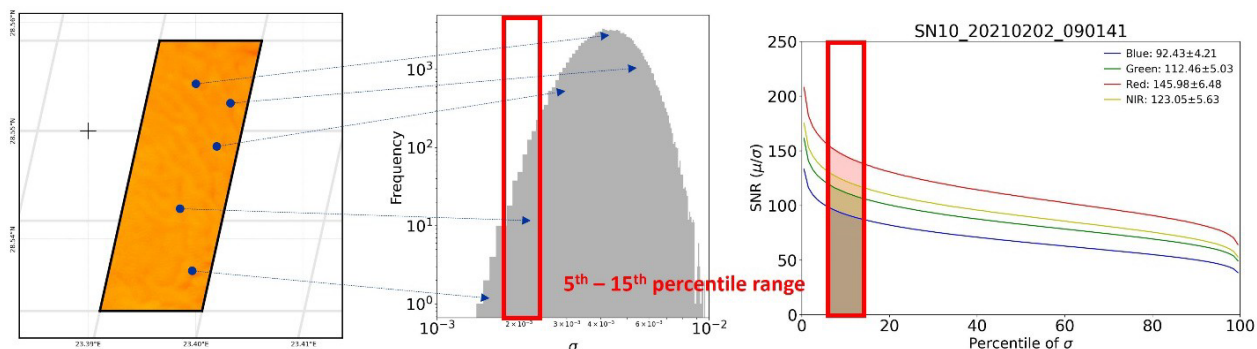 28.56°N
28.55°N
28.54°N
23.39°E
23.40°E
23.41°E
Frequency
10³
10²
10¹
10⁰
10⁻³
2 × 10⁻³
3 × 10⁻³
4 × 10⁻³
6 × 10⁻³
10⁻²
σ
5th – 15th percentile range
SN10_20210202_090141
SNR (μ/σ)
250
200
150
100
50
0
Blue: 92.43±4.21
Green: 112.46±5.03
Red: 145.98±6.48
NIR: 123.05±5.63
0
20
40
60
80
100
Percentile of σ